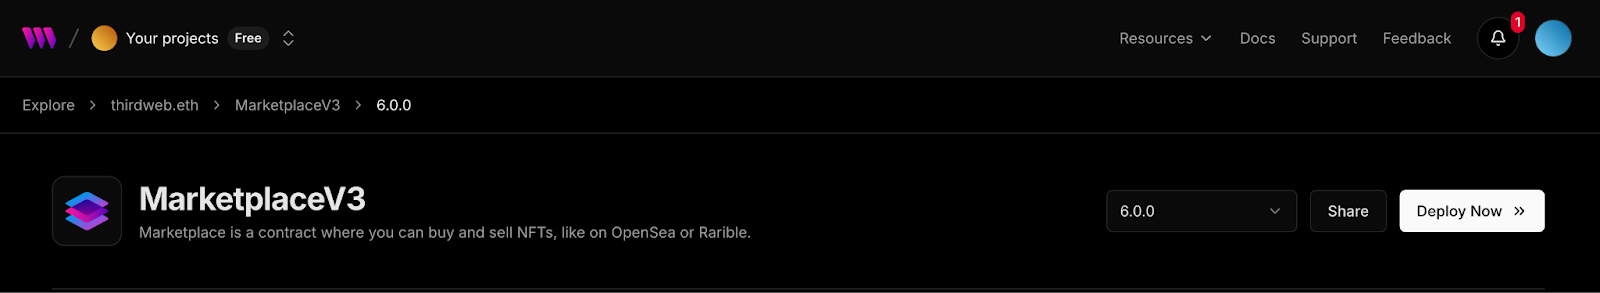 / Your projects Free Resources Docs Support Feedback 1
Explore > thirdweb.eth > MarketplaceV3 > 6.0.0
MarketplaceV3
Marketplace is a contract where you can buy and sell NFTs, like on OpenSea or Rarible.
6.0.0 Share Deploy Now »